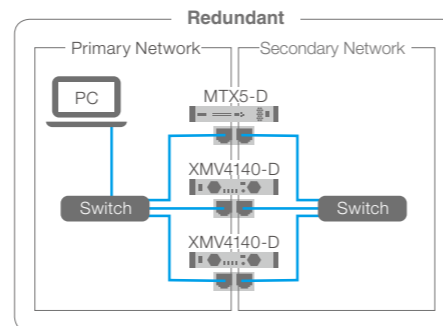 Redundant
Primary Network
Secondary Network
PC
MTX5-D
XMV4140-D
Switch
Switch
XMV4140-D